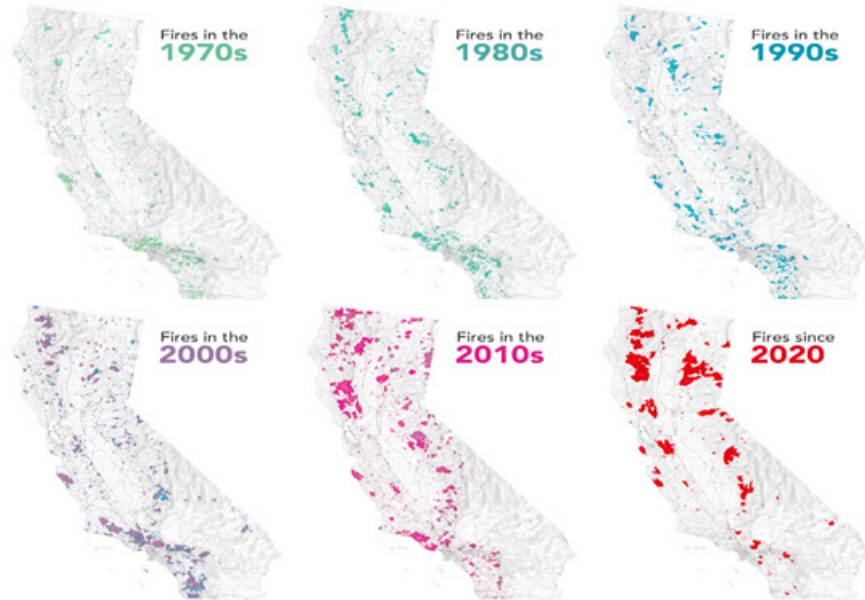 Fires in the
1970s
Fires in the
1980s
Fires in the
1990s
Fires in the
2000s
Fires in the
2010s
Fires since
2020